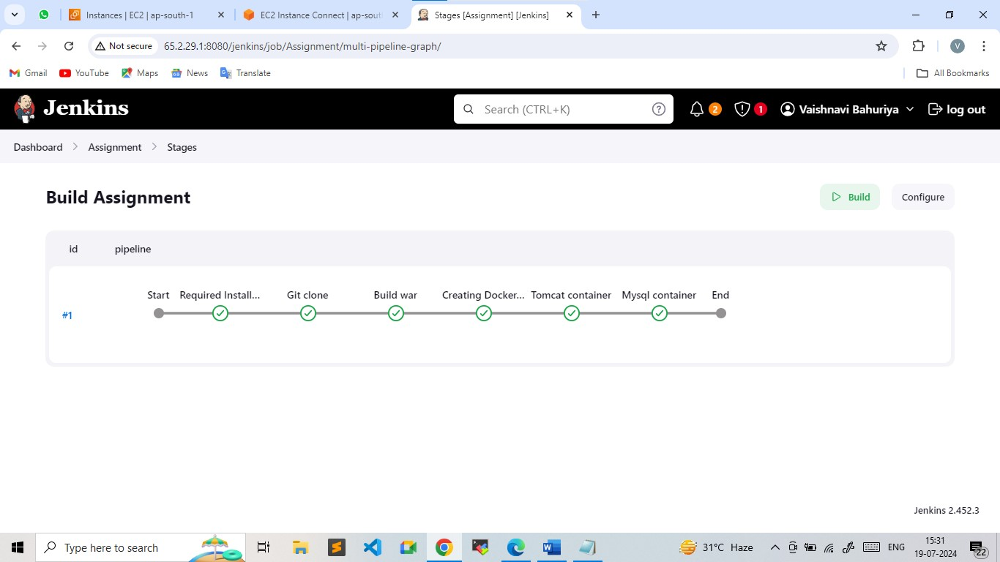 Instances | EC2 | ap-south-1
EC2 Instance Connect | ap-sout
Stages [Assignment] [Jenkins]
Not secure
65.2.29.1:8080/jenkins/job/Assignment/multi-pipeline-graph/
V
Gmail
YouTube
Maps
News
Translate
All Bookmarks
Jenkins
Search (CTRL+K)
2
1
Vaishnavi Bahuriya
log out
Dashboard
Assignment
Stages
Build Assignment
Build
Configure
id
pipeline
Start
Required Install...
Git clone
Build war
Creating Docker...
Tomcat container
Mysql container
End
#1
Jenkins 2.452.3
Type here to search
31°C Haze
ENG
15:31
19-07-2024
22